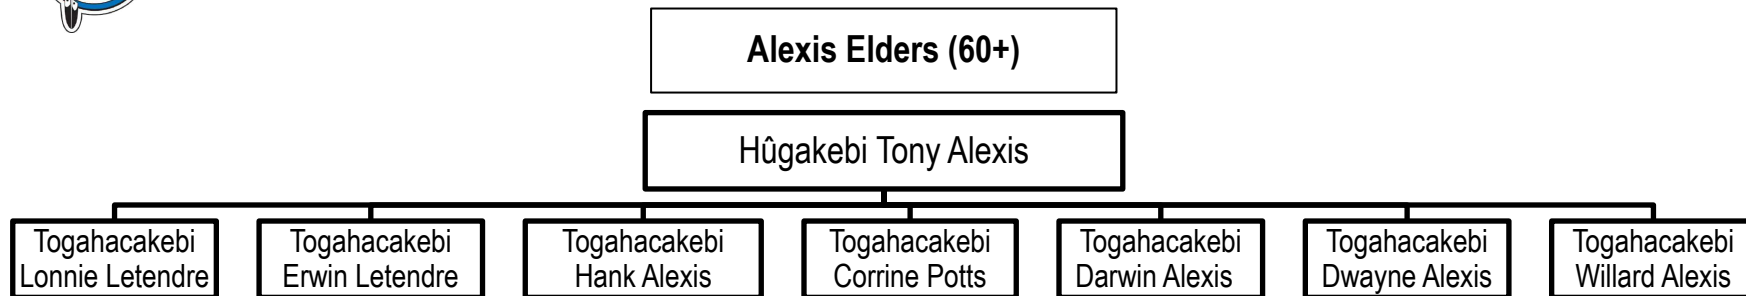 Alexis Elders (60+)
Hûgakebi Tony Alexis
Togahacakebi
Lonnie Letendre
Togahacakebi
Erwin Letendre
Togahacakebi
Hank Alexis
Togahacakebi
Corrine Potts
Togahacakebi
Darwin Alexis
Togahacakebi
Dwayne Alexis
Togahacakebi
Willard Alexis